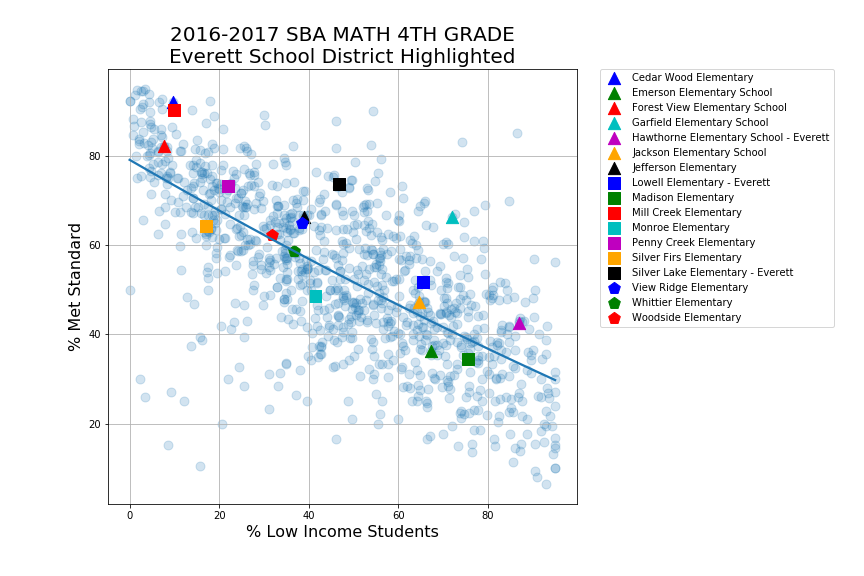 2016-2017 SBA MATH 4TH GRADE
Everett School District Highlighted
% Met Standard
80
60
40
20
0
20
40
60
80
% Low Income Students
Cedar Wood Elementary
Emerson Elementary School
Forest View Elementary School
Garfield Elementary School
Hawthorne Elementary School - Everett
Jackson Elementary School
Jefferson Elementary
Lowell Elementary - Everett
Madison Elementary
Mill Creek Elementary
Monroe Elementary
Penny Creek Elementary
Silver Firs Elementary
Silver Lake Elementary - Everett
View Ridge Elementary
Whittier Elementary
Woodside Elementary